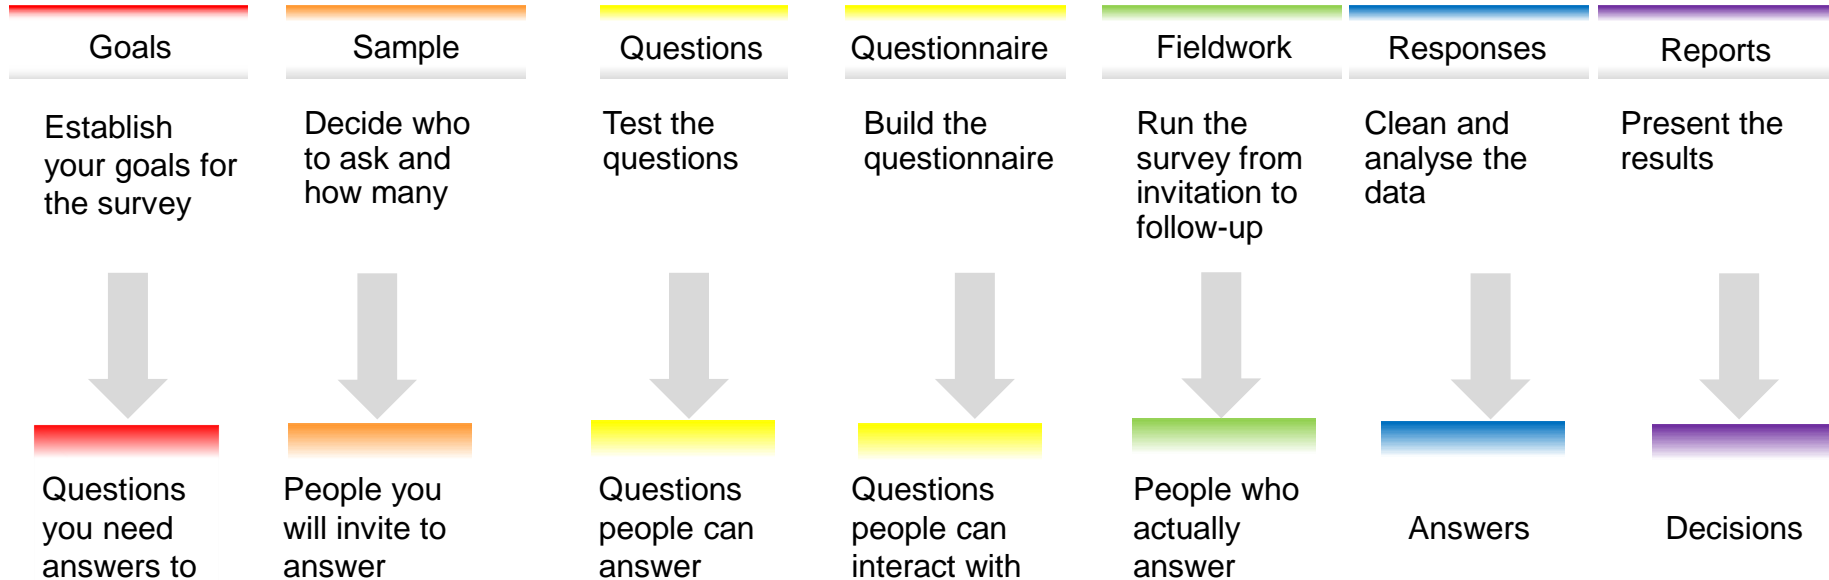 Goals
Sample
Questions
Questionnaire
Fieldwork
Responses
Reports
Establish
your goals for
the survey
Decide who
to ask and
how many
Test the
questions
Build the
questionnaire
Run the
survey from
invitation to
follow-up
Clean and
analyse the
data
Present the
results
Questions
you need
answers to
People you
will invite to
answer
Questions
people can
answer
Questions
people can
interact with
People who
actually
answer
Answers
Decisions